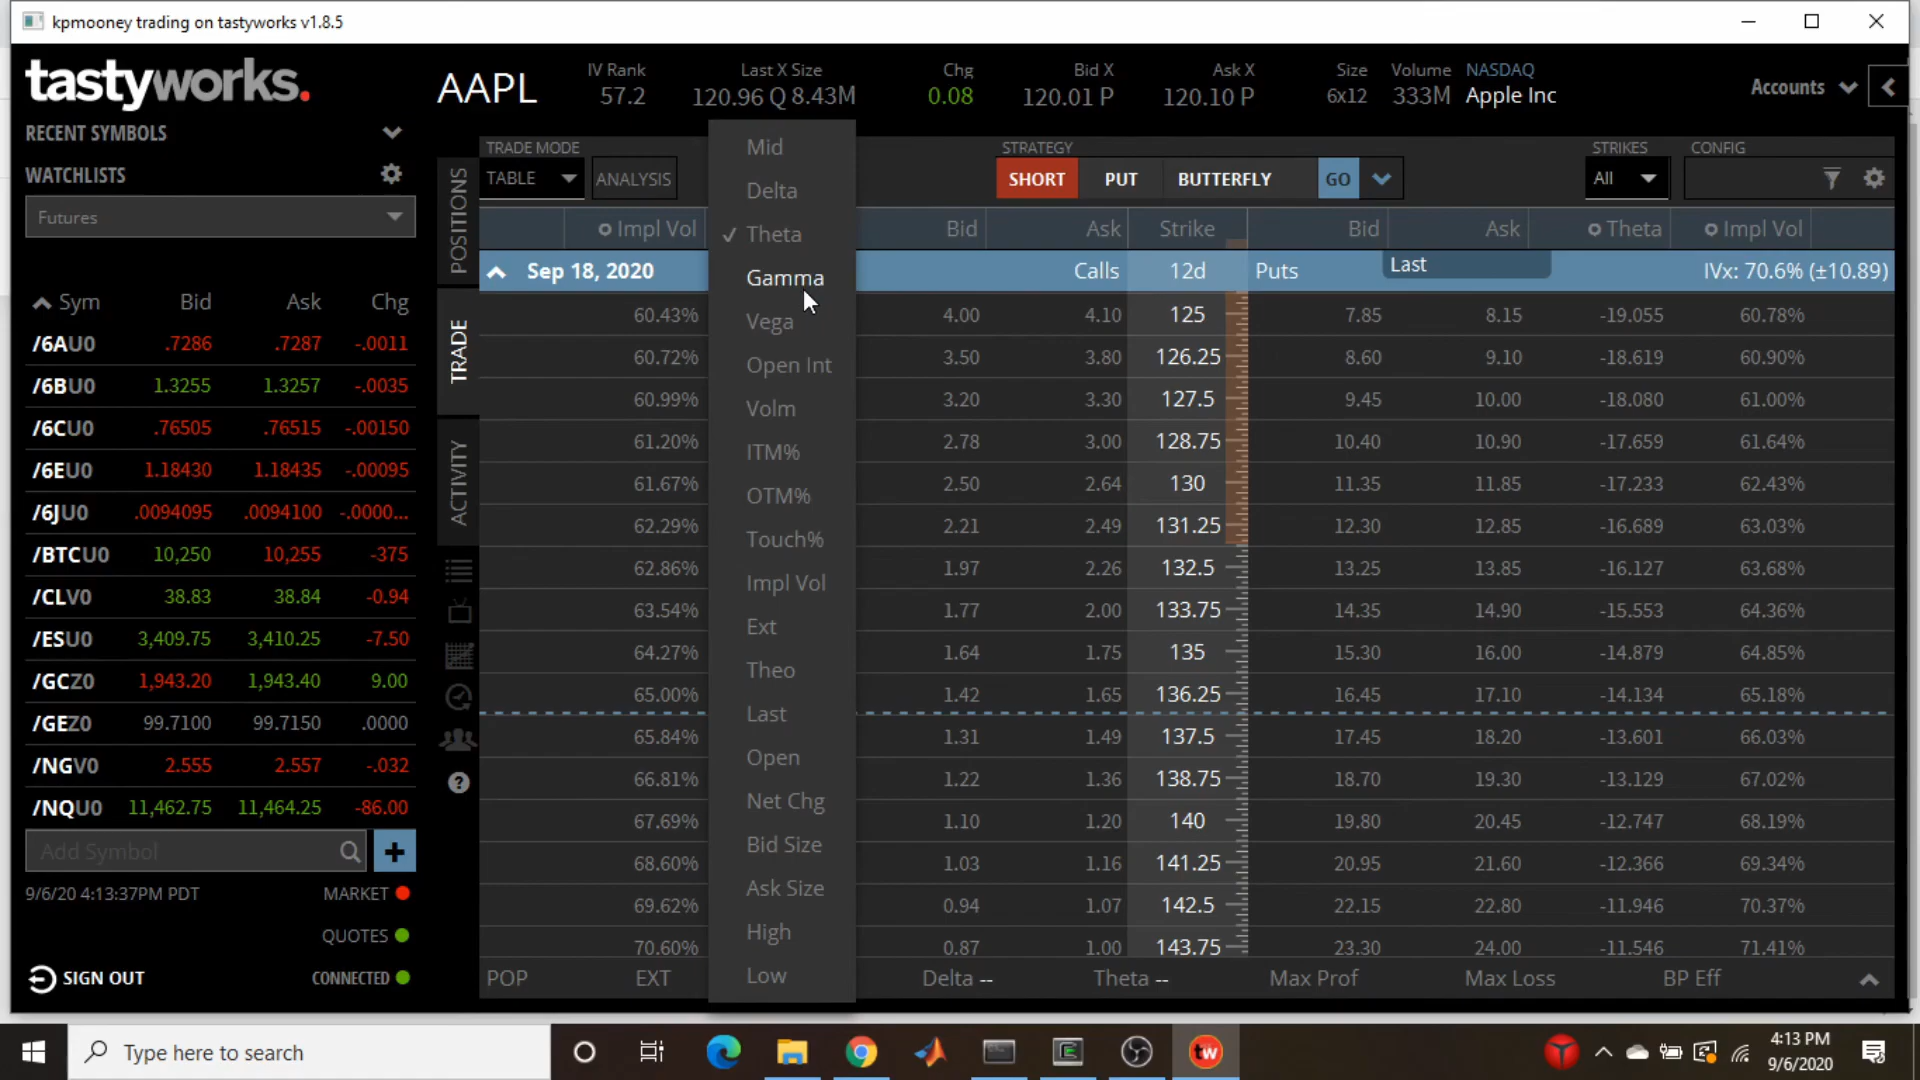 kpmooney trading on tastyworks v1.8.5
tastyworks.
AAPL
IV Rank
57.2
Last X Size
120.96 Q 8.43M
Chg
0.08
Bid X
120.01 P
Ask X
120.10 P
Size
6x12
Volume
333M
NASDAQ
Apple Inc
Accounts
RECENT SYMBOLS
WATCHLISTS
Futures
Sym Bid Ask Chg
/6AU0 .7286 .7287 -.0011
/6BU0 1.3255 1.3257 -.0035
/6CU0 .76505 .76515 -.00150
/6EU0 1.18430 1.18435 -.00095
/6JU0 .0094095 .0094100 -.0000...
/BTCU0 10,250 10,255 -375
/CLV0 38.83 38.84 -0.94
/ESU0 3,409.75 3,410.25 -7.50
/GCZ0 1,943.20 1,943.40 9.00
/GEZ0 99.7100 99.7150 .0000
/NGV0 2.555 2.557 -.032
/NQU0 11,462.75 11,464.25 -86.00
Add Symbol
9/6/20 4:13:37PM PDT MARKET
QUOTES
SIGN OUT CONNECTED
POSITIONS
TRADE
ACTIVITY
TRADE MODE
TABLE ANALYSIS
STRATEGY
SHORT PUT BUTTERFLY GO
STRIKES
All
CONFIG
Impl Vol Bid Ask Strike Bid Ask Theta Impl Vol
Sep 18, 2020 Calls 12d Puts Last IVx: 70.6% (±10.89)
60.43% 4.00 4.10 125 7.85 8.15 -19.055 60.78%
60.72% 3.50 3.80 126.25 8.60 9.10 -18.619 60.90%
60.99% 3.20 3.30 127.5 9.45 10.00 -18.080 61.00%
61.20% 2.78 3.00 128.75 10.40 10.90 -17.659 61.64%
61.67% 2.50 2.64 130 11.35 11.85 -17.233 62.43%
62.29% 2.21 2.49 131.25 12.30 12.85 -16.689 63.03%
62.86% 1.97 2.26 132.5 13.25 13.85 -16.127 63.68%
63.54% 1.77 2.00 133.75 14.35 14.90 -15.553 64.36%
64.27% 1.64 1.75 135 15.30 16.00 -14.879 64.85%
65.00% 1.42 1.65 136.25 16.45 17.10 -14.134 65.18%
65.84% 1.31 1.49 137.5 17.45 18.20 -13.601 66.03%
66.81% 1.22 1.36 138.75 18.70 19.30 -13.129 67.02%
67.69% 1.10 1.20 140 19.80 20.45 -12.747 68.19%
68.60% 1.03 1.16 141.25 20.95 21.60 -12.366 69.34%
69.62% 0.94 1.07 142.5 22.15 22.80 -11.946 70.37%
70.60% 0.87 1.00 143.75 23.30 24.00 -11.546 71.41%
POP EXT Delta -- Theta -- Max Prof Max Loss BP Eff
Mid
Delta
✓ Theta
Gamma
Vega
Open Int
Volm
ITM%
OTM%
Touch%
Impl Vol
Ext
Theo
Last
Open
Net Chg
Bid Size
Ask Size
High
Low
Type here to search
tw
4:13 PM
9/6/2020